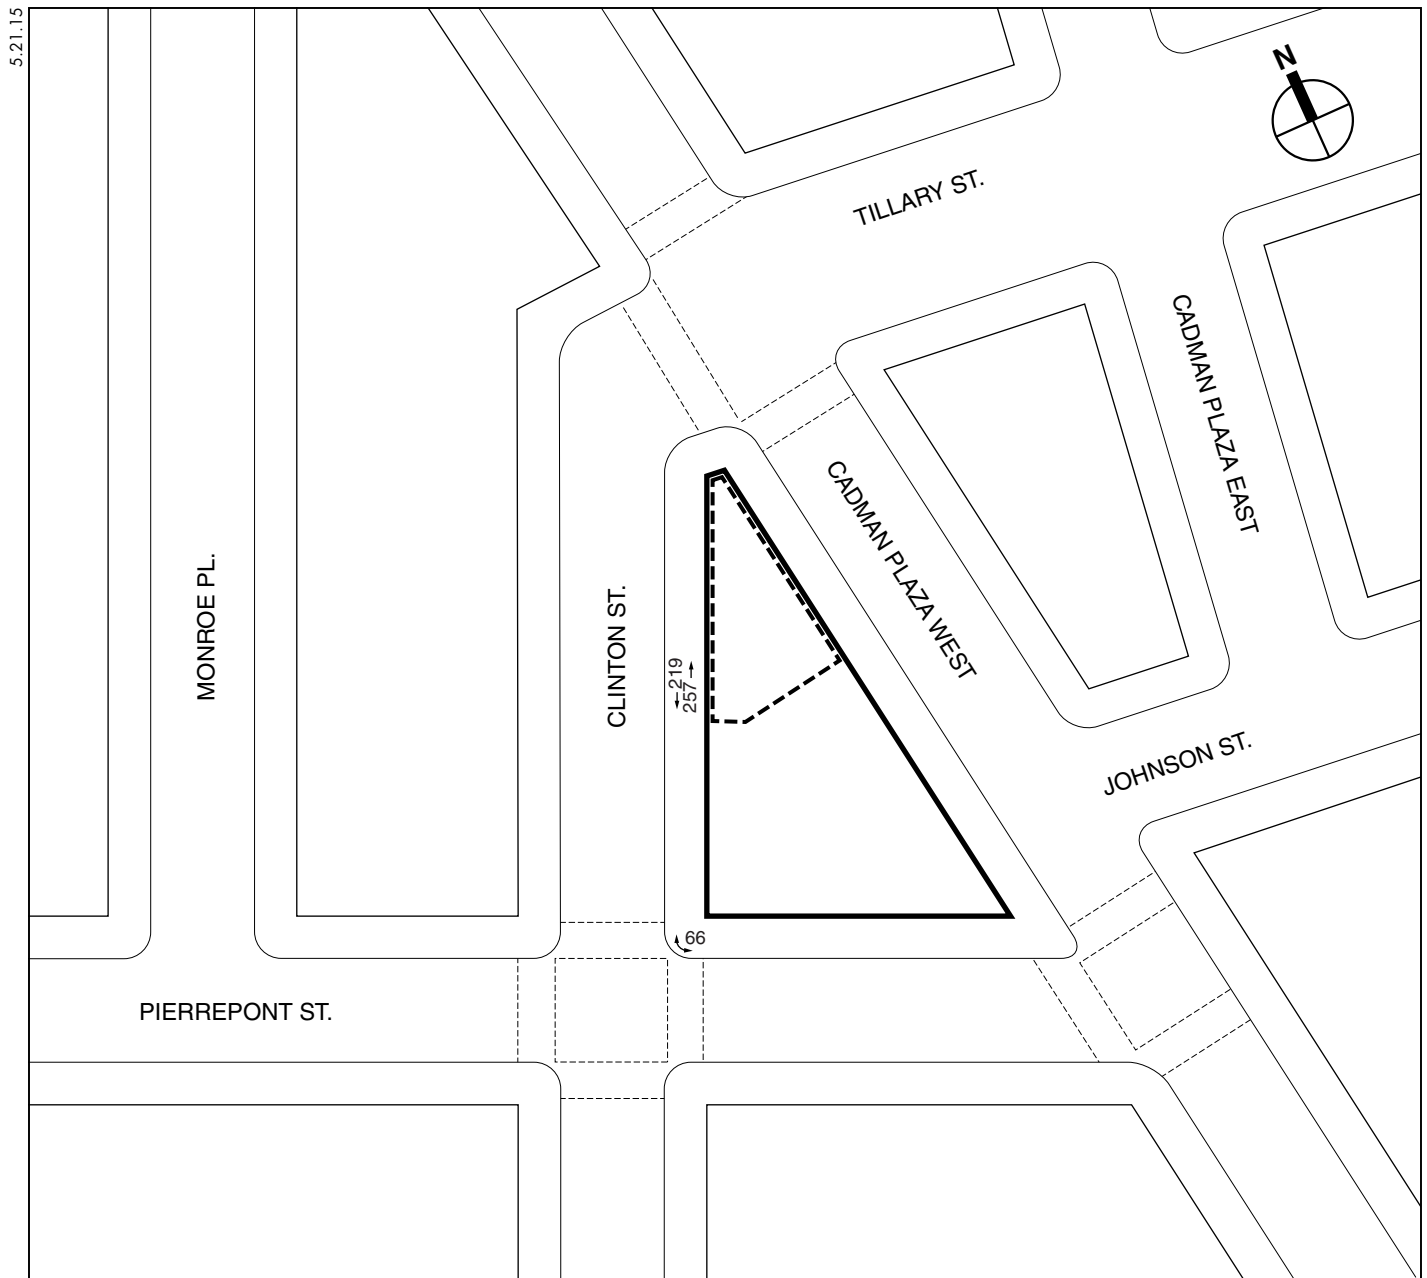 5.21.15
N
TILLARY ST.
CADMAN PLAZA EAST
CADMAN PLAZA WEST
MONROE PL.
CLINTON ST.
219
257
JOHNSON ST.
66
PIERREPONT ST.